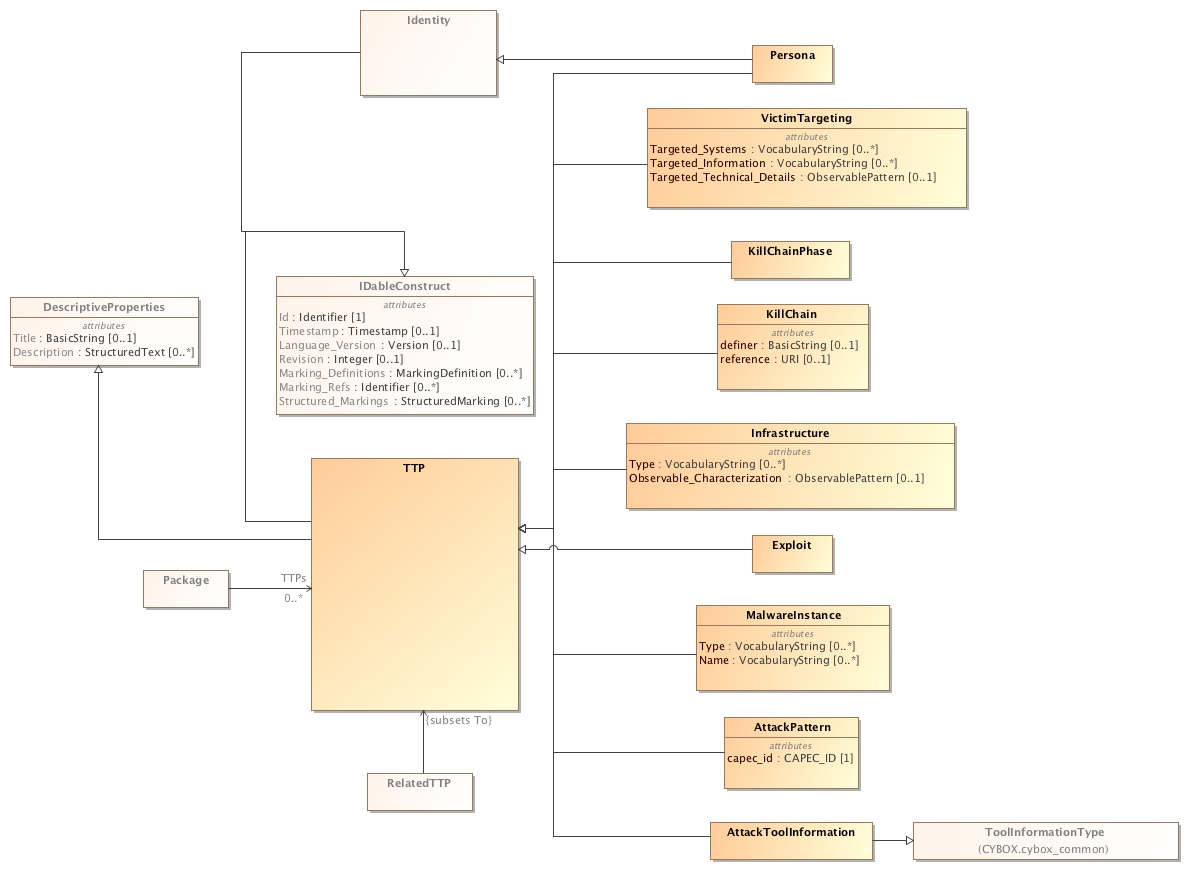 Identity
Persona
VictimTargeting
attributes
Targeted_Systems : VocabularyString [0..*]
Targeted_Information : VocabularyString [0..*]
Targeted_Technical_Details : ObservablePattern [0..1]
KillChainPhase
IDableConstruct
attributes
Id : Identifier [1]
Timestamp : Timestamp [0..1]
Language_Version : Version [0..1]
Revision : Integer [0..1]
Marking_Definitions : MarkingDefinition [0..*]
Marking_Refs : Identifier [0..*]
Structured_Markings : StructuredMarking [0..*]
DescriptiveProperties
attributes
Title : BasicString [0..1]
Description : StructuredText [0..*]
KillChain
definer : BasicString [0..1]
reference : URI [0..1]
attributes
Infrastructure
attributes
Type : VocabularyString [0..*]
Observable_Characterization : ObservablePattern [0..1]
TTP
Exploit
Package
TTPs
0..*
MalwareInstance
attributes
Type : VocabularyString [0..*]
Name : VocabularyString [0..*]
{subsets To}
AttackPattern
attributes
capec_id : CAPEC_ID [1]
RelatedTTP
AttackToolInformation
ToolInformationType
(CYBOX.cybox_common)